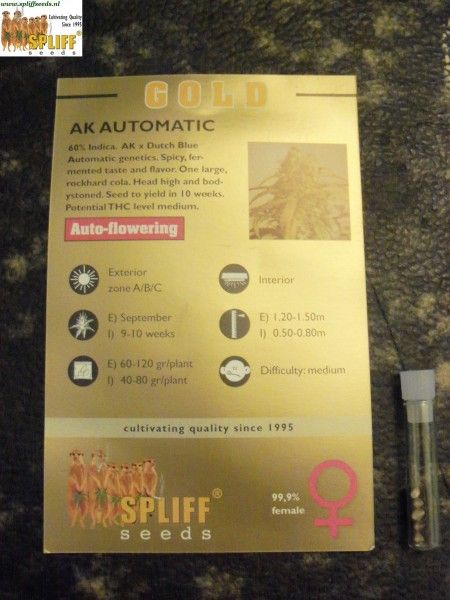 www.spliffseeds.nl
Cultivating Quality
Since 1995
SPLIFF®
seeds
GOLD
AK AUTOMATIC
60% Indica. AK x Dutch Blue
Automatic genetics. Spicy, fer-
mented taste and flavor. One large,
rockhard cola. Head high and bod-
ystoned. Seed to yield in 10 weeks.
Potential THC level medium.
Auto-flowering
Exterior
zone A/B/C
Interior
E) September
I) 9-10 weeks
E) 1.20-1.50m
I) 0.50-0.80m
E) 60-120 gr/plant
I) 40-80 gr/plant
Difficulty: medium
cultivating quality since 1995
SPLIFF®
seeds
99,9%
female